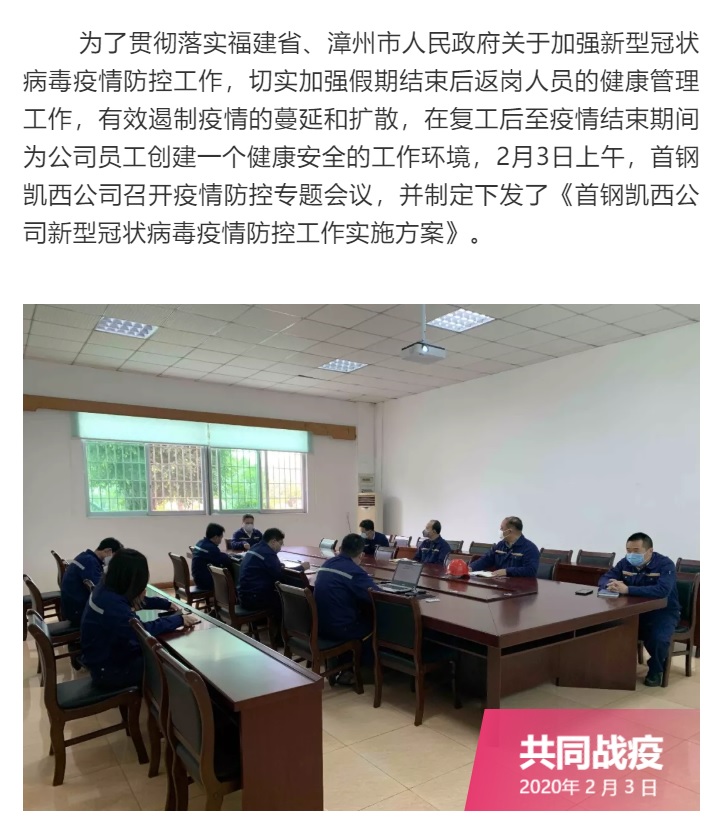 为了贯彻落实福建省、漳州市人民政府关于加强新型冠状
病毒疫情防控工作，切实加强假期结束后返岗人员的健康管理
工作，有效遏制疫情的蔓延和扩散，在复工后至疫情结束期间
为公司员工创建一个健康安全的工作环境，2月3日上午，首钢
凯西公司召开疫情防控专题会议，并制定下发了《首钢凯西公
司新型冠状病毒疫情防控工作实施方案》。
共同战疫
2020年 2 月 3 日